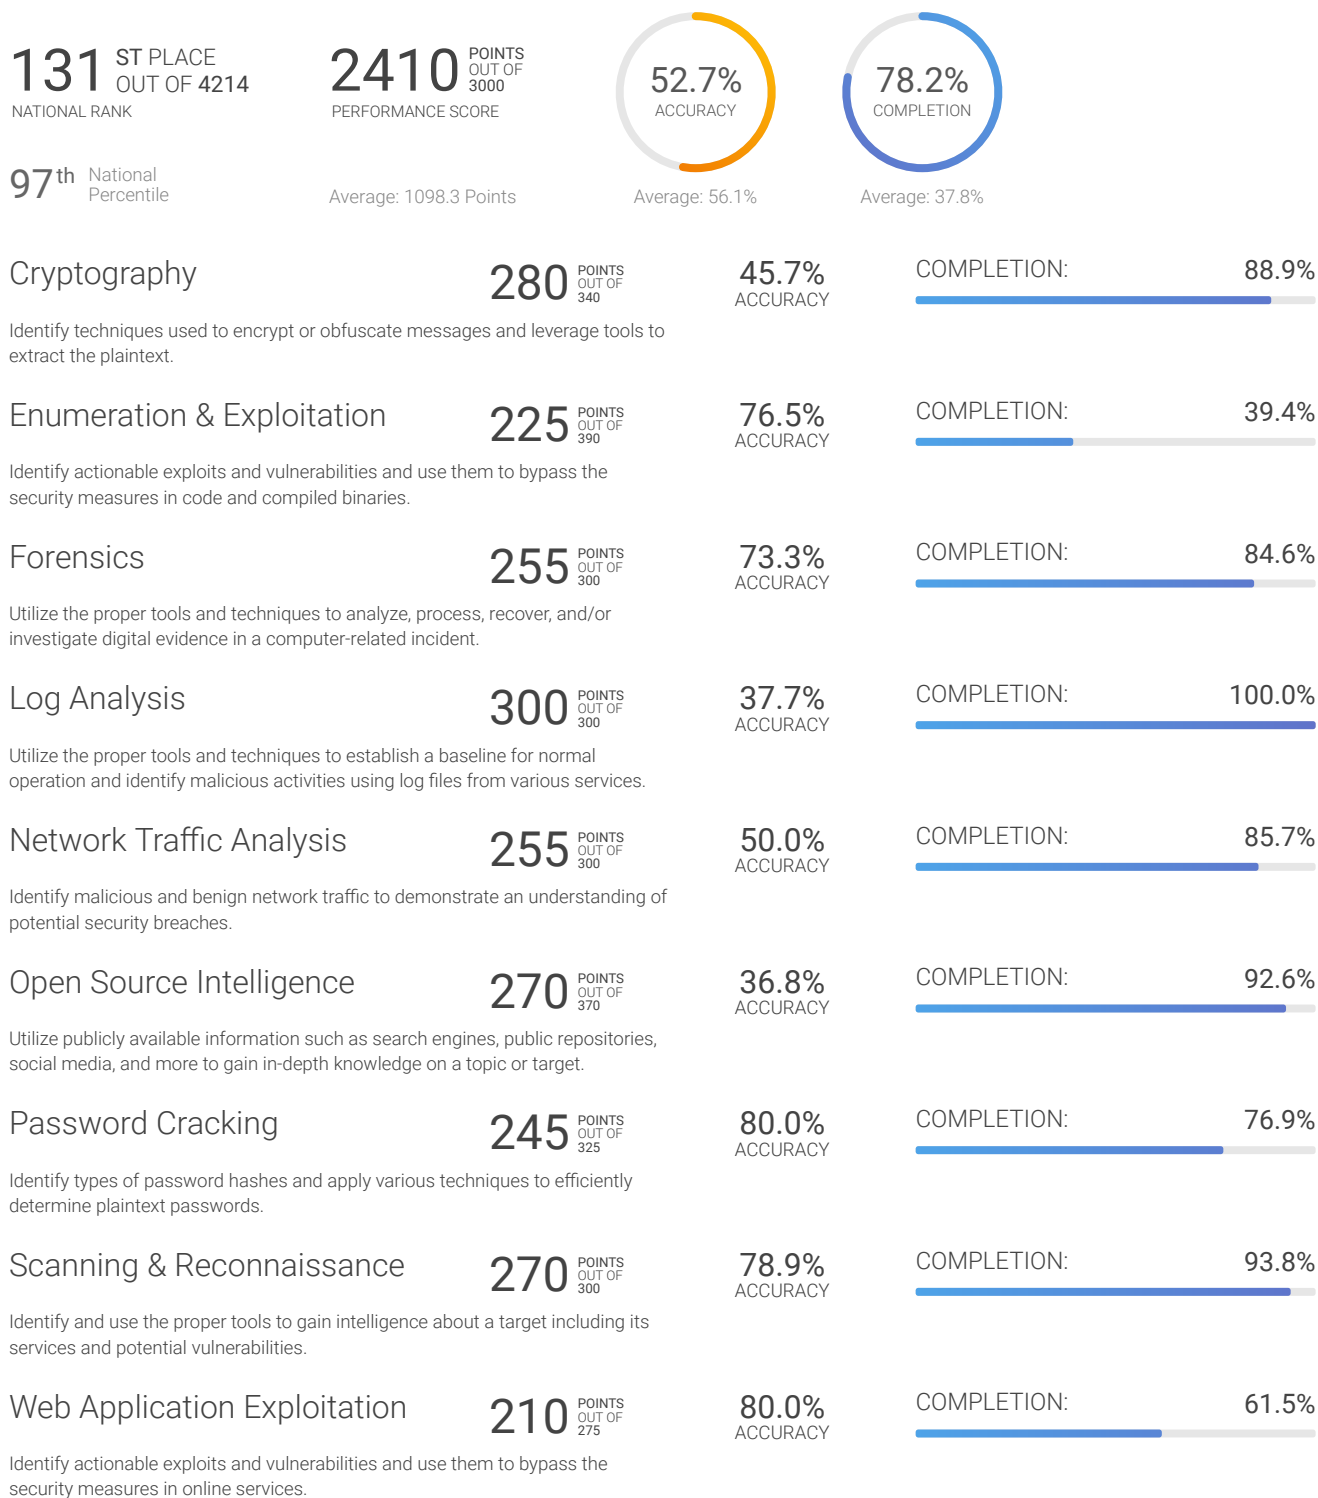 131 ST PLACE
OUT OF 4214
NATIONAL RANK
2410 POINTS
OUT OF
3000
PERFORMANCE SCORE
52.7%
ACCURACY
78.2%
COMPLETION
97th National
Percentile
Average: 1098.3 Points
Average: 56.1%
Average: 37.8%
Cryptography
280 POINTS
OUT OF
340
45.7%
ACCURACY
COMPLETION: 88.9%
Identify techniques used to encrypt or obfuscate messages and leverage tools to
extract the plaintext.
Enumeration & Exploitation
225 POINTS
OUT OF
390
76.5%
ACCURACY
COMPLETION: 39.4%
Identify actionable exploits and vulnerabilities and use them to bypass the
security measures in code and compiled binaries.
Forensics
255 POINTS
OUT OF
300
73.3%
ACCURACY
COMPLETION: 84.6%
Utilize the proper tools and techniques to analyze, process, recover, and/or
investigate digital evidence in a computer-related incident.
Log Analysis
300 POINTS
OUT OF
300
37.7%
ACCURACY
COMPLETION: 100.0%
Utilize the proper tools and techniques to establish a baseline for normal
operation and identify malicious activities using log files from various services.
Network Traffic Analysis
255 POINTS
OUT OF
300
50.0%
ACCURACY
COMPLETION: 85.7%
Identify malicious and benign network traffic to demonstrate an understanding of
potential security breaches.
Open Source Intelligence
270 POINTS
OUT OF
370
36.8%
ACCURACY
COMPLETION: 92.6%
Utilize publicly available information such as search engines, public repositories,
social media, and more to gain in-depth knowledge on a topic or target.
Password Cracking
245 POINTS
OUT OF
325
80.0%
ACCURACY
COMPLETION: 76.9%
Identify types of password hashes and apply various techniques to efficiently
determine plaintext passwords.
Scanning & Reconnaissance
270 POINTS
OUT OF
300
78.9%
ACCURACY
COMPLETION: 93.8%
Identify and use the proper tools to gain intelligence about a target including its
services and potential vulnerabilities.
Web Application Exploitation
210 POINTS
OUT OF
275
80.0%
ACCURACY
COMPLETION: 61.5%
Identify actionable exploits and vulnerabilities and use them to bypass the
security measures in online services.